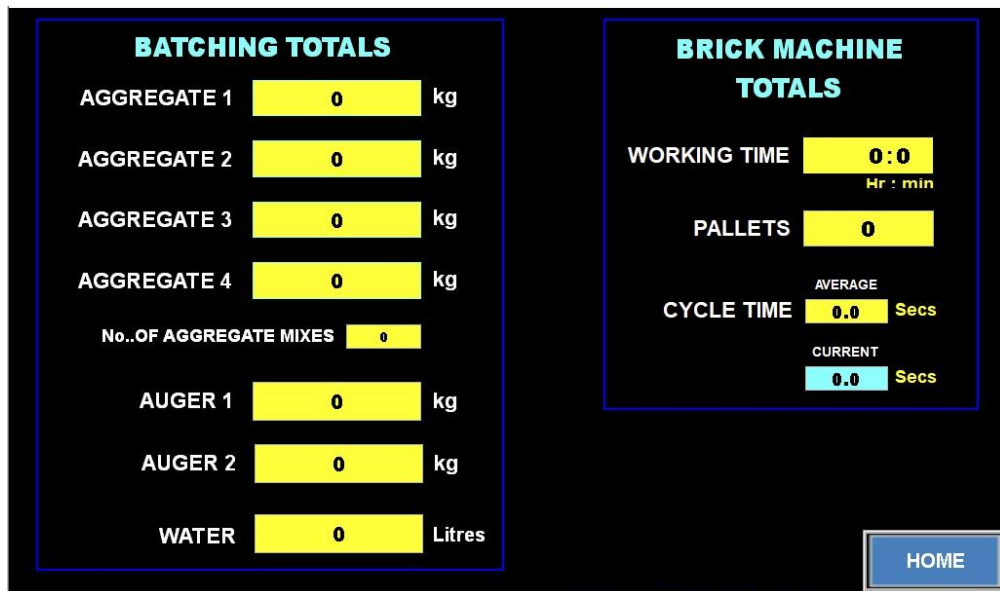 BATCHING TOTALS
AGGREGATE 1 0 kg
AGGREGATE 2 0 kg
AGGREGATE 3 0 kg
AGGREGATE 4 0 kg
No..OF AGGREGATE MIXES 0
AUGER 1 0 kg
AUGER 2 0 kg
WATER 0 Litres
BRICK MACHINE
TOTALS
WORKING TIME 0:0
Hr : min
PALLETS 0
AVERAGE
CYCLE TIME 0.0 Secs
CURRENT
0.0 Secs
HOME